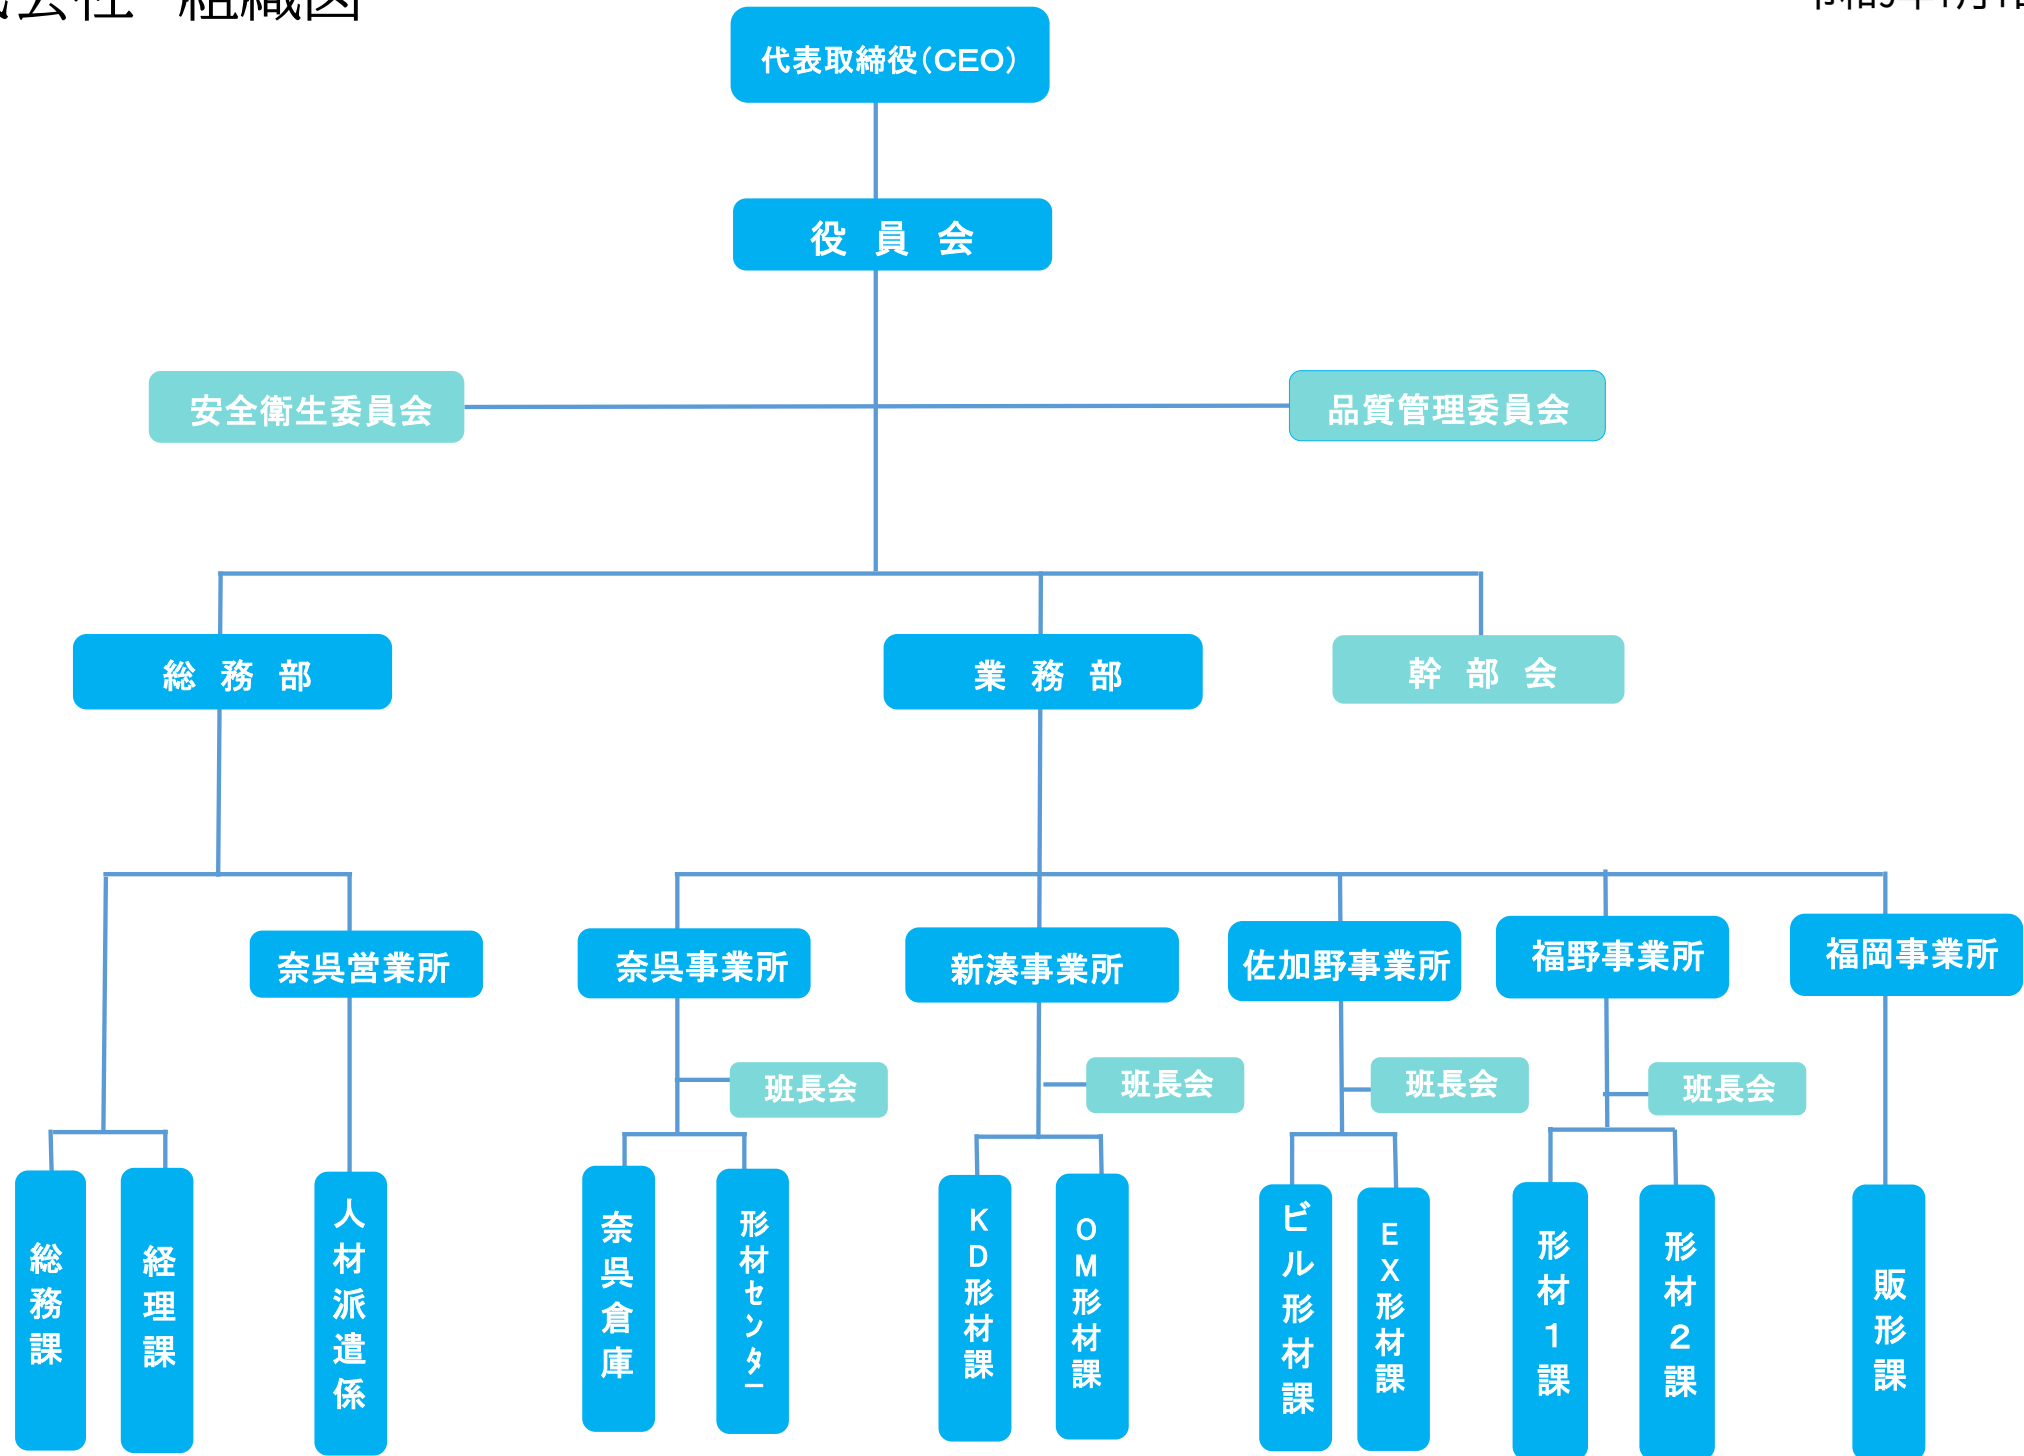 会社 組織図
代表取締役(CEO)
役員会
安全衛生委員会
品質管理委員会
総務部
業務部
幹部会
奈呉営業所
奈呉事業所
新湊事業所
佐加野事業所
福野事業所
福岡事業所
班長会
班長会
班長会
班長会
総務課
経理課
人材派遣係
奈呉倉庫
形材センター
KD形材課
OM形材課
ビル形材課
EX形材課
形材1課
形材2課
販形課